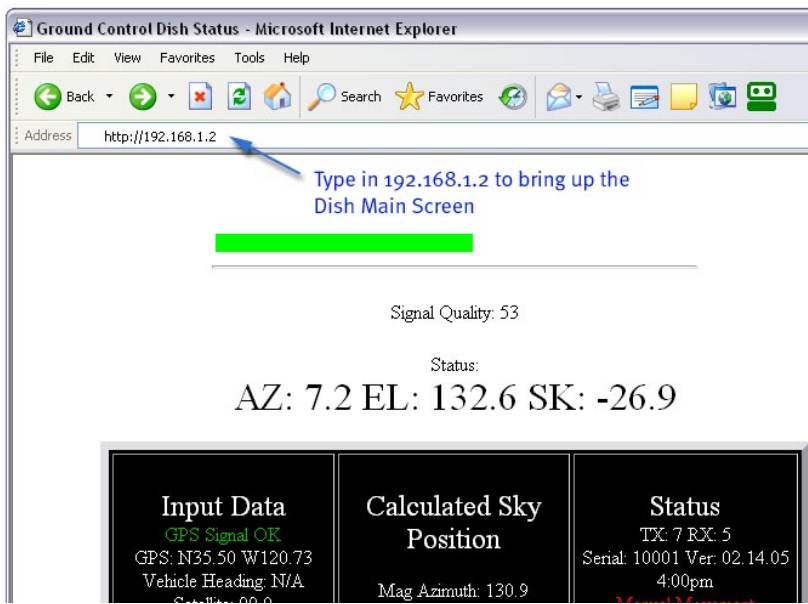 Ground Control Dish Status - Microsoft Internet Explorer
File Edit View Favorites Tools Help
Back Search Favorites
Address http://192.168.1.2
Type in 192.168.1.2 to bring up the
Dish Main Screen
Signal Quality: 53
Status:
AZ: 7.2 EL: 132.6 SK: -26.9
Input Data
GPS Signal OK
GPS: N35.50 W120.73
Vehicle Heading: N/A
Calculated Sky
Position
Mag Azimuth: 130.9
Status
TX: 7 RX: 5
Serial: 10001 Ver: 02.14.05
4:00pm
Manual Movement